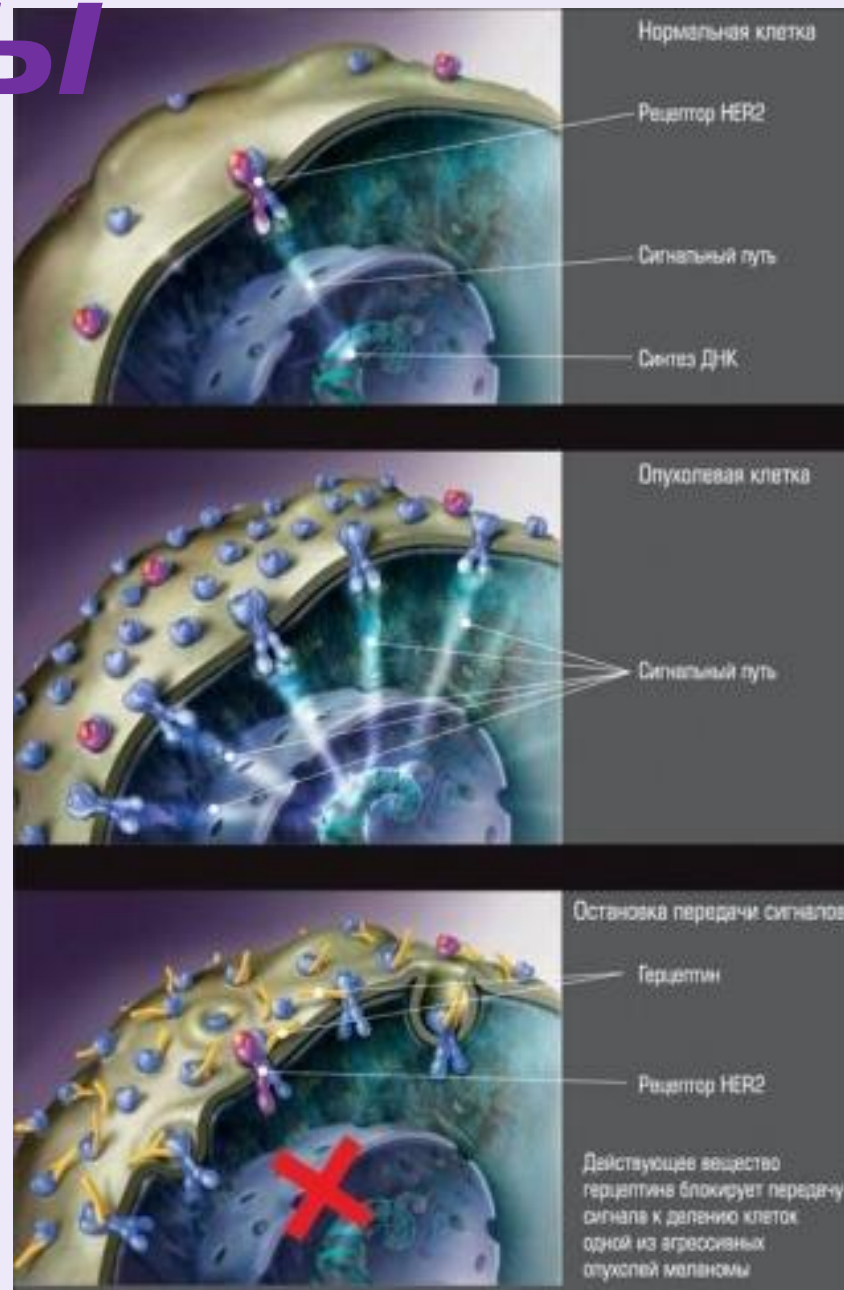 ы
Нормальная клетка
Рецептор HER2
Сигнальный путь
Синтез ДНК
Опухолевая клетка
Сигнальный путь
Остановка передачи сигналов
Герцептин
Рецептор HER2
Действующее вещество
герцептина блокирует передачу
сигнала к делению клеток
одной из агрессивных
опухолей меланомы